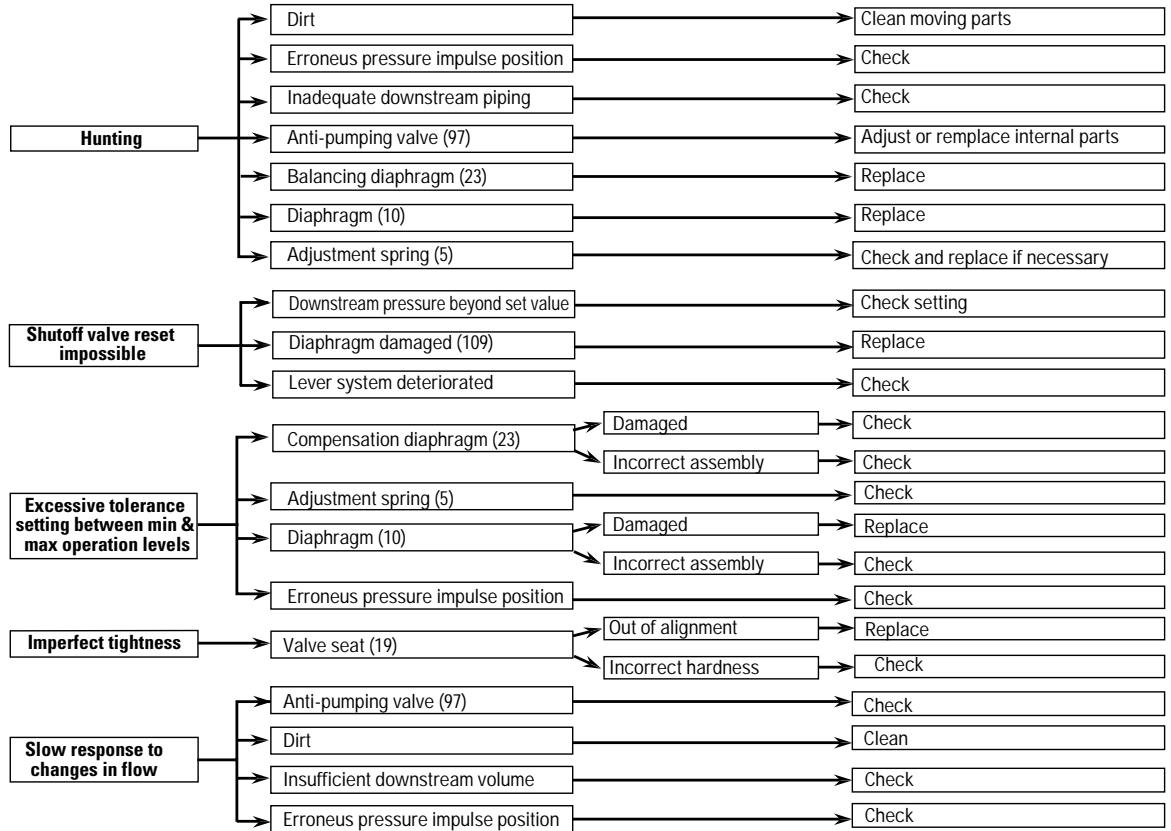 Dirt
Clean moving parts
Erroneus pressure impulse position
Check
Inadequate downstream piping
Check
Hunting
Anti-pumping valve (97)
Adjust or remplace internal parts
Balancing diaphragm (23)
Replace
Diaphragm (10)
Replace
Adjustment spring (5)
Check and replace if necessary
Shutoff valve reset
impossible
Downstream pressure beyond set value
Check setting
Diaphragm damaged (109)
Replace
Lever system deteriorated
Check
Excessive tolerance
setting between min &
max operation levels
Compensation diaphragm (23)
Damaged
Check
Incorrect assembly
Check
Adjustment spring (5)
Check
Diaphragm (10)
Damaged
Replace
Incorrect assembly
Check
Erroneus pressure impulse position
Check
Imperfect tightness
Valve seat (19)
Out of alignment
Replace
Incorrect hardness
Check
Slow response to
changes in flow
Anti-pumping valve (97)
Check
Dirt
Clean
Insufficient downstream volume
Check
Erroneus pressure impulse position
Check